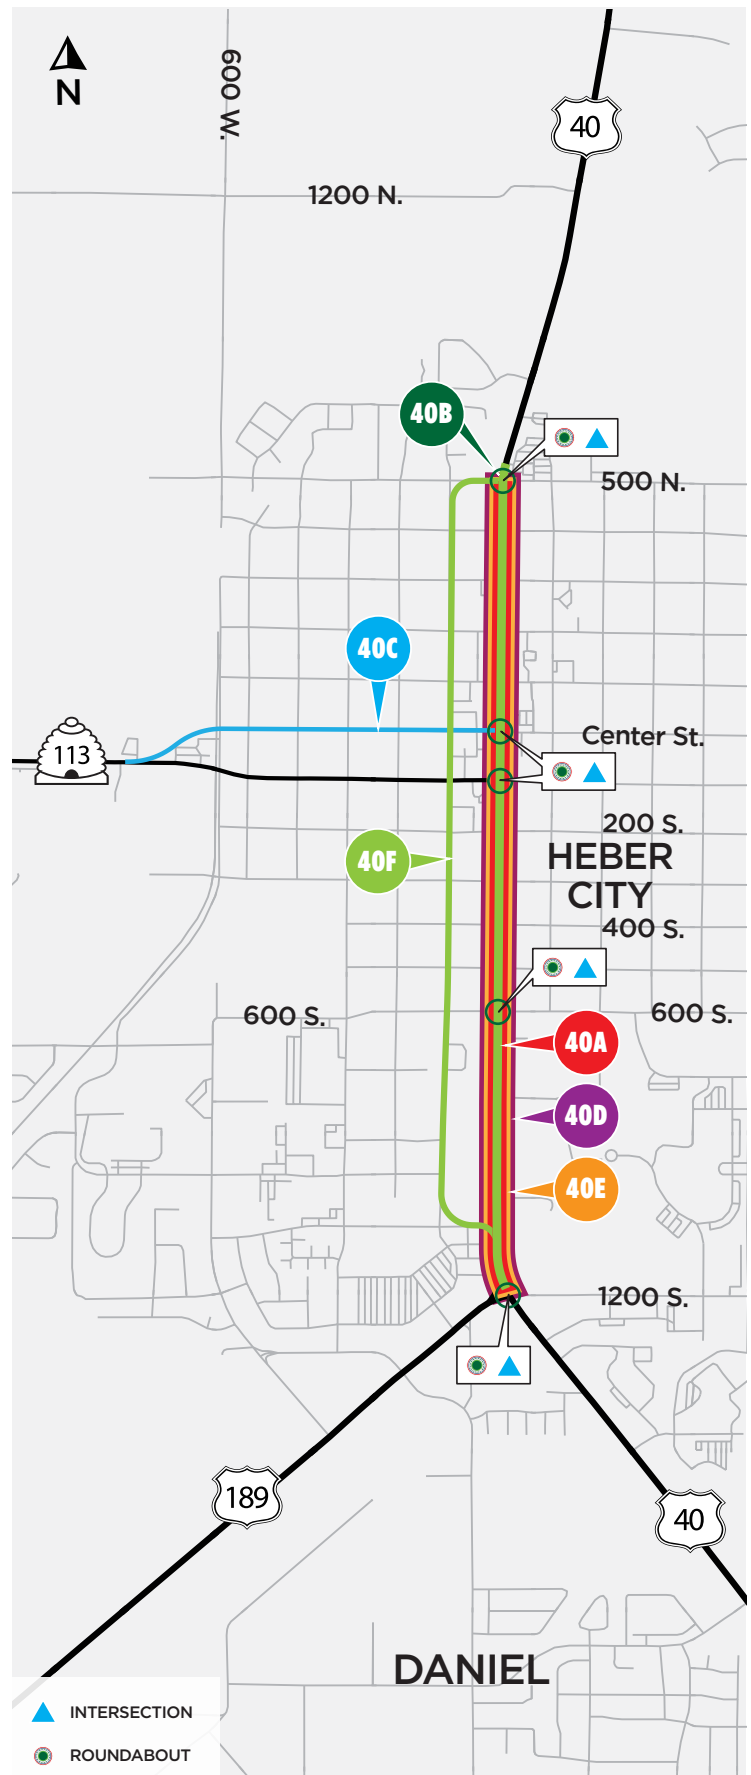 N
600 W.
40
1200 N.
40B
500 N.
40C
Center St.
113
200 S.
40F
HEBER
CITY
400 S.
600 S.
600 S.
40A
40D
40E
1200 S.
189
40
DANIEL
INTERSECTION
ROUNDABOUT